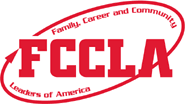 Family, Career and Community
FCCLA
Leaders of America